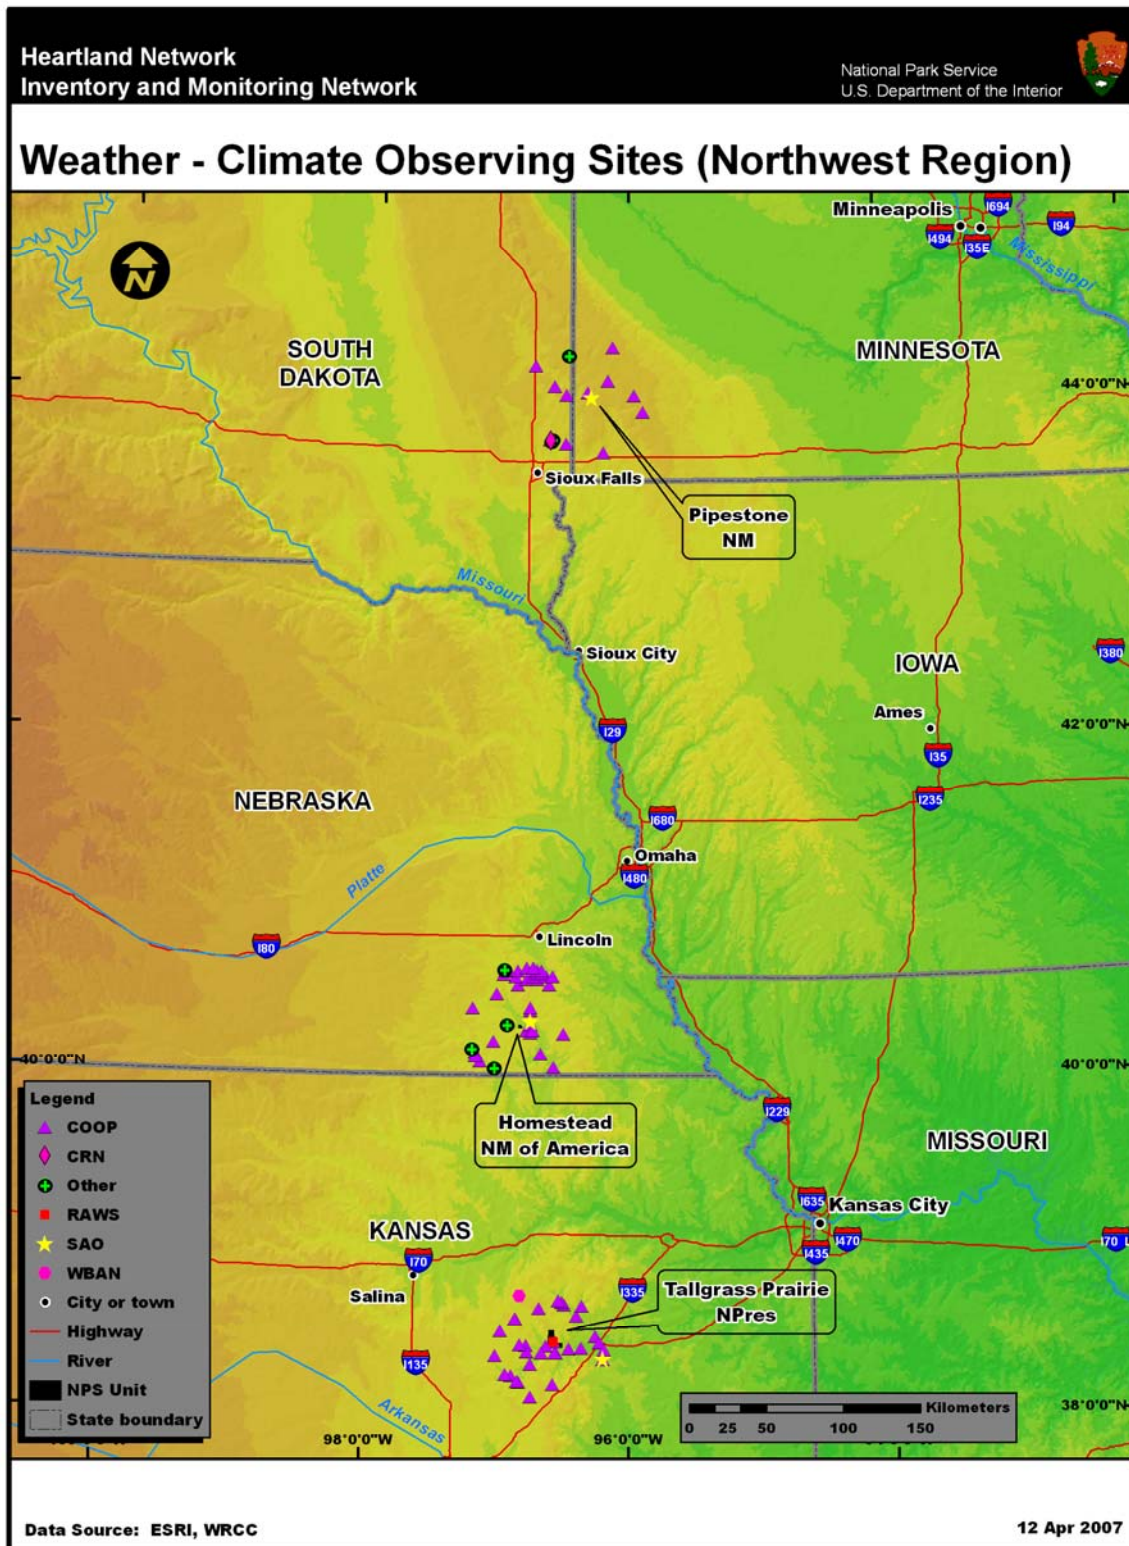 Heartland Network
Inventory and Monitoring Network
National Park Service
U.S. Department of the Interior
Weather - Climate Observing Sites (Northwest Region)
Minneapolis
I694
I494
I94
I35E
Mississippi
SOUTH
DAKOTA
MINNESOTA
44°0'0"N
Sioux Falls
Pipestone
NM
Missouri
Sioux City
IOWA
I380
Ames
42°0'0"N
I29
I35
NEBRASKA
I235
I680
Omaha
I480
Platte
I80
Lincoln
40°0'0"N
40°0'0"N
Homestead
NM of America
I229
MISSOURI
Legend
COOP
CRN
Other
RAWS
SAO
WBAN
City or town
Highway
River
NPS Unit
State boundary
I635
Kansas City
KANSAS
I435
I470
I70
I70
Salina
I335
Tallgrass Prairie
NPres
I135
Arkansas
38°0'0"N
Kilometers
0 25 50 100 150
98°0'0"W
96°0'0"W
Data Source: ESRI, WRCC
12 Apr 2007